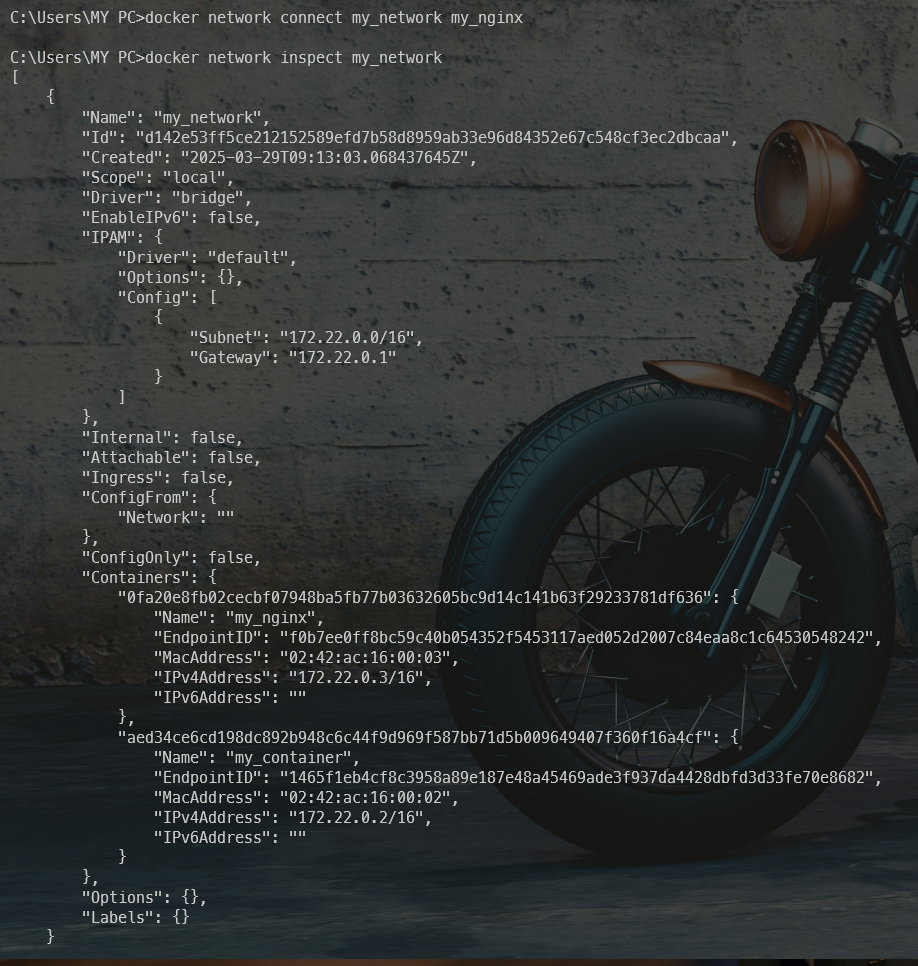 C:\Users\MY PC>docker network connect my_network my_nginx
C:\Users\MY PC>docker network inspect my_network
[
    {
        "Name": "my_network",
        "Id": "d142e53ff5ce212152589efd7b58d8959ab33e96d84352e67c548cf3ec2dbcaa",
        "Created": "2025-03-29T09:13:03.068437645Z",
        "Scope": "local",
        "Driver": "bridge",
        "EnableIPv6": false,
        "IPAM": {
            "Driver": "default",
            "Options": {},
            "Config": [
                {
                    "Subnet": "172.22.0.0/16",
                    "Gateway": "172.22.0.1"
                }
            ]
        },
        "Internal": false,
        "Attachable": false,
        "Ingress": false,
        "ConfigFrom": {
            "Network": ""
        },
        "ConfigOnly": false,
        "Containers": {
            "0fa20e8fb02cecbf07948ba5fb77b03632605bc9d14c141b63f29233781df636": {
                "Name": "my_nginx",
                "EndpointID": "f0b7ee0ff8bc59c40b054352f5453117aed052d2007c84eaa8c1c64530548242",
                "MacAddress": "02:42:ac:16:00:03",
                "IPv4Address": "172.22.0.3/16",
                "IPv6Address": ""
            },
            "aed34ce6cd198dc892b948c6c44f9d969f587bb71d5b009649407f360f16a4cf": {
                "Name": "my_container",
                "EndpointID": "1465f1eb4cf8c3958a89e187e48a45469ade3f937da4428dbfd3d33fe70e8682",
                "MacAddress": "02:42:ac:16:00:02",
                "IPv4Address": "172.22.0.2/16",
                "IPv6Address": ""
            }
        },
        "Options": {},
        "Labels": {}
    }